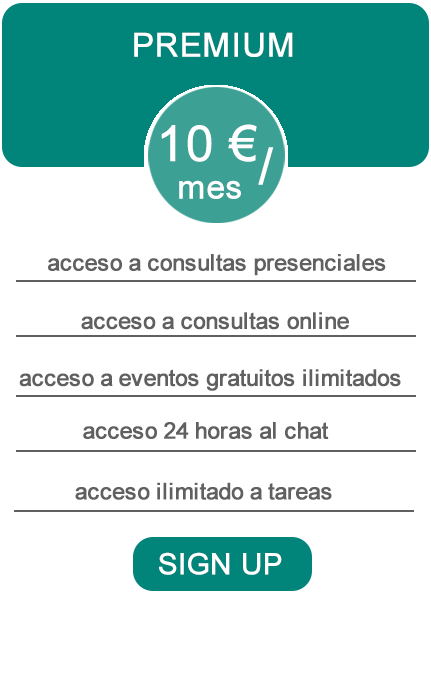 PREMIUM
10 €/
mes
acceso a consultas presenciales
acceso a consultas online
acceso a eventos gratuitos ilimitados
acceso 24 horas al chat
acceso ilimitado a tareas
SIGN UP